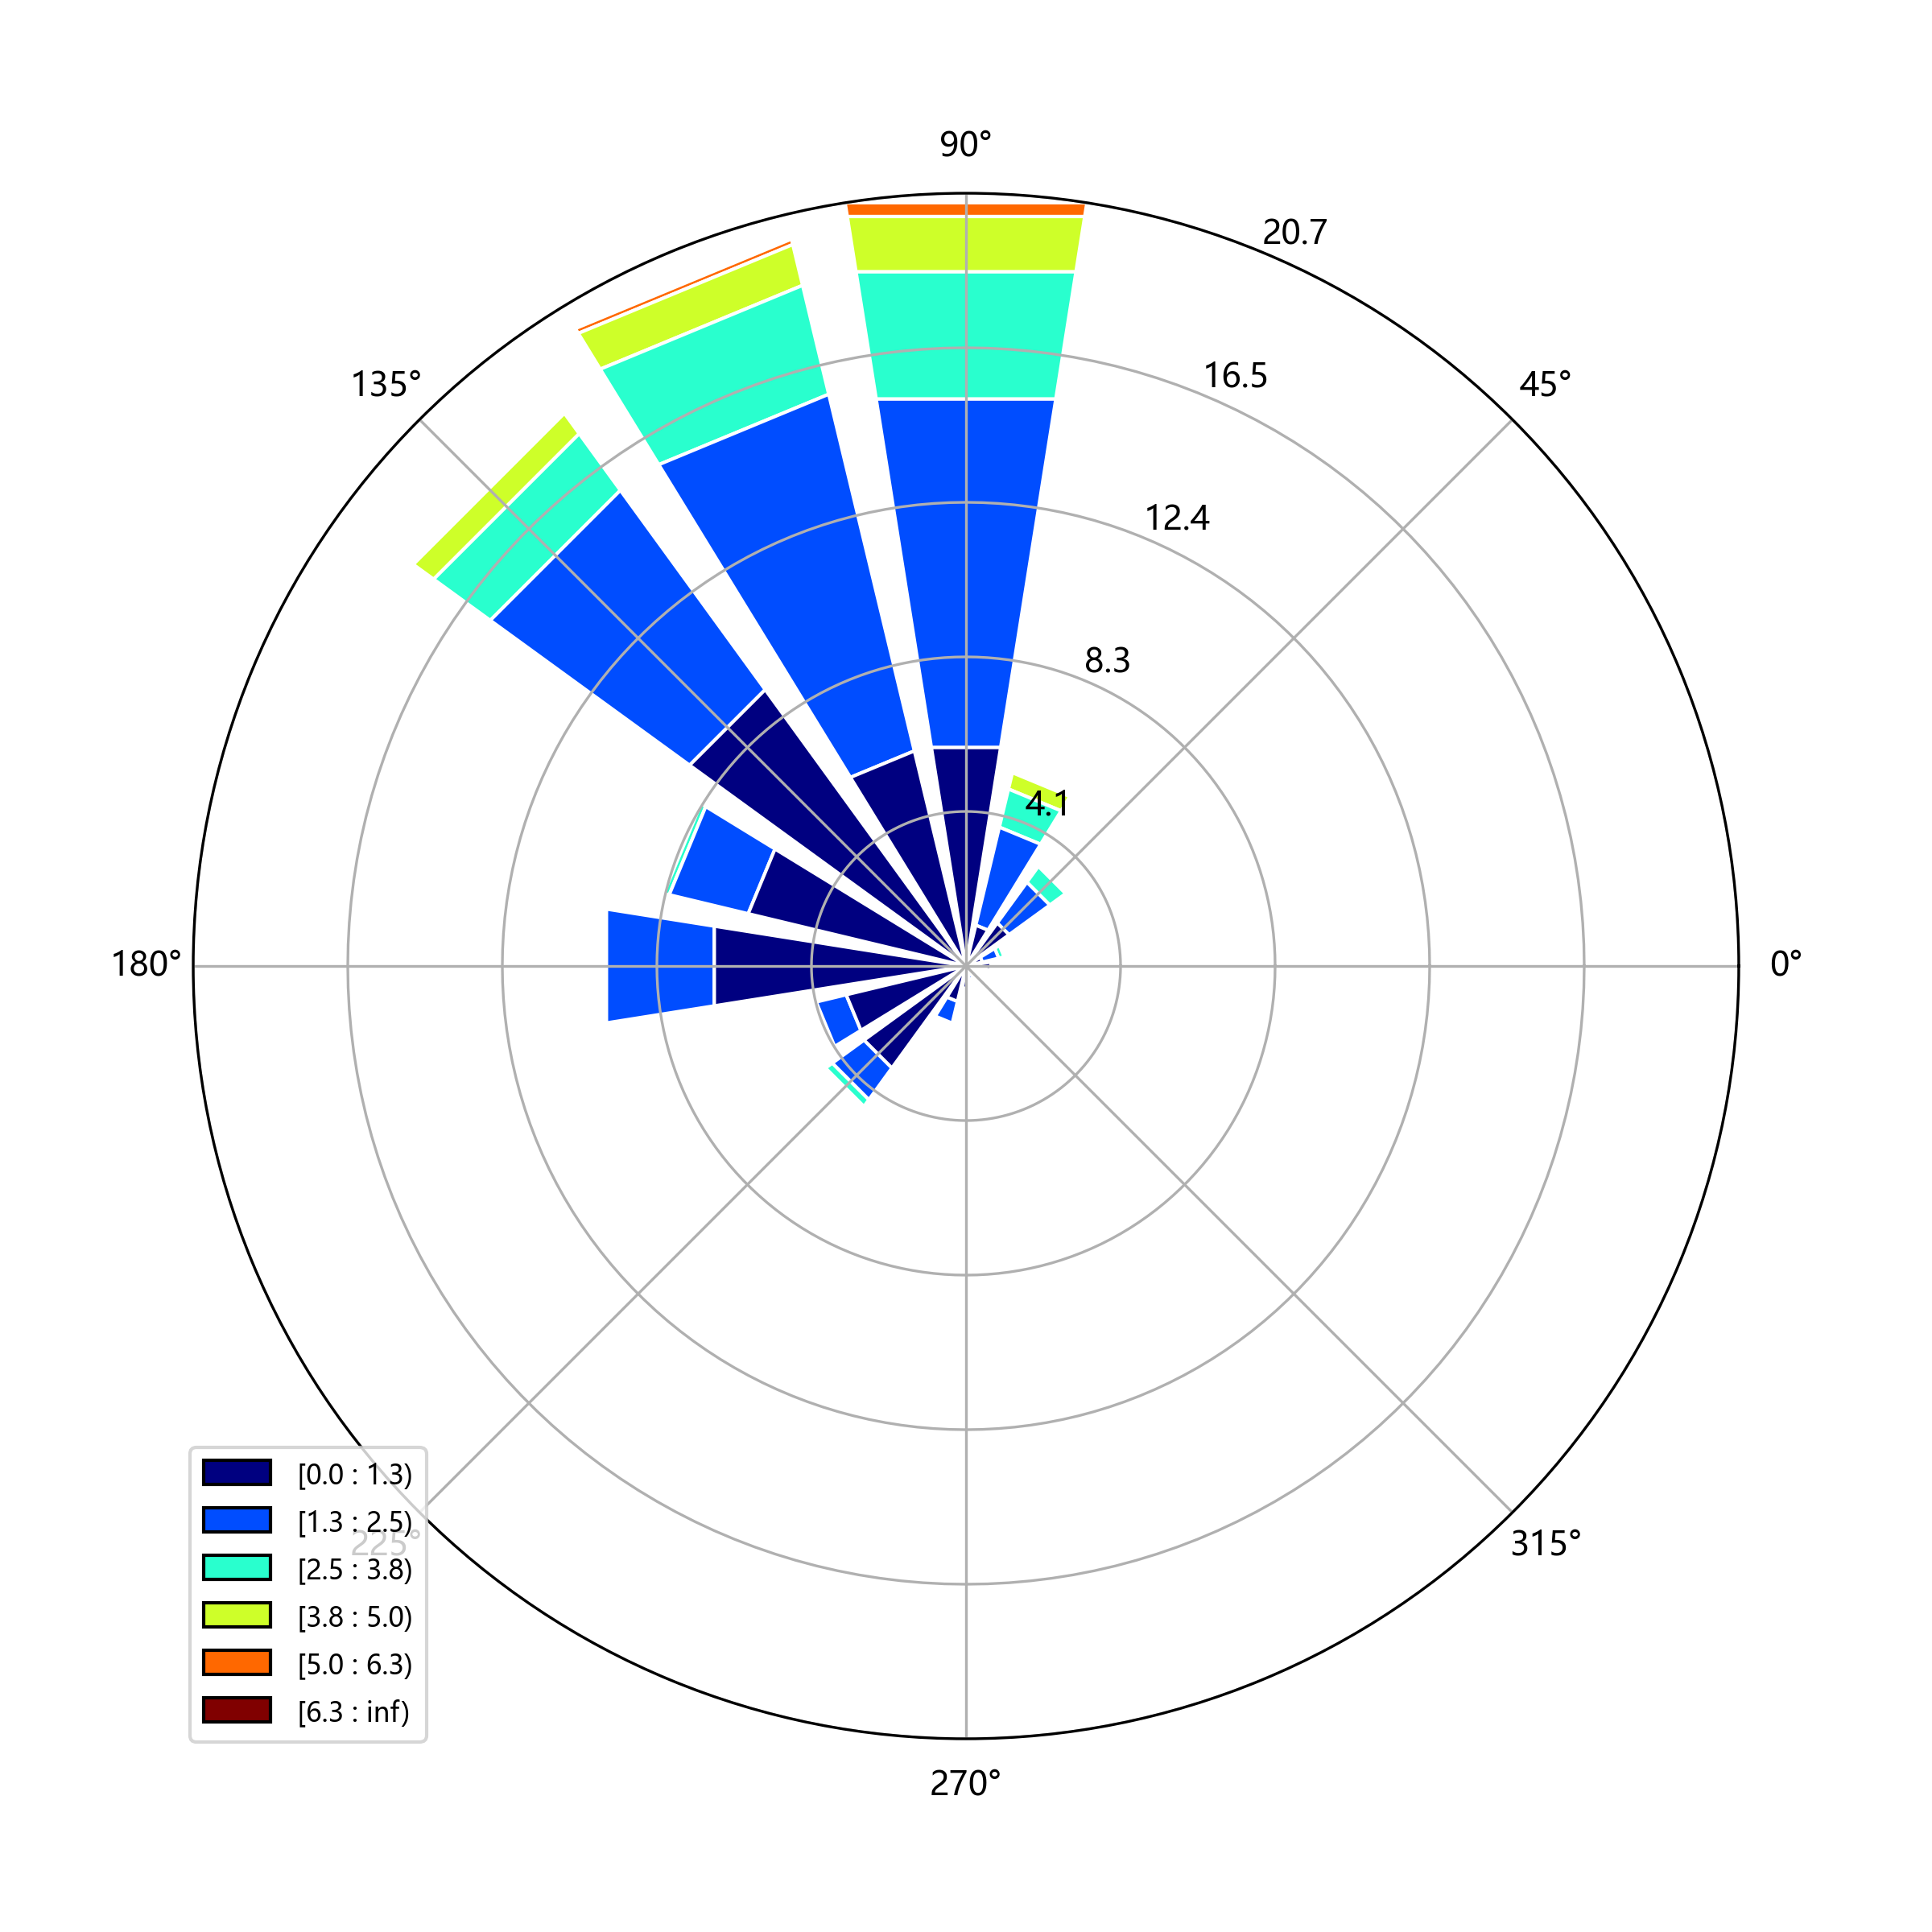 90°
20.7
135°
16.5
45°
12.4
8.3
4.1
180°
0°
[0.0 : 1.3)
[1.3 : 2.5)
225°
315°
[2.5 : 3.8)
[3.8 : 5.0)
[5.0 : 6.3)
[6.3 : inf)
270°